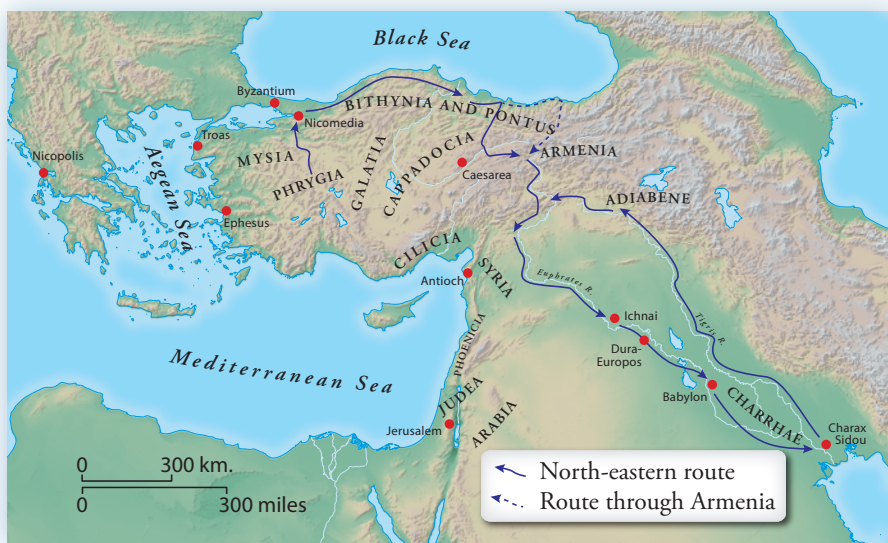 Black Sea
Byzantium
BITHYNIA AND PONTUS
Nicomedia
Troas
Nicopolis
Aegean Sea
MYSIA
PHRYGIA
GALATIA
CAPPADOCIA
Caesarea
ARMENIA
ADIABENE
Ephesus
CILICIA
Antioch
SYRIA
Euphrates R.
Tigris R.
Ichnai
Dura-
Europos
PHOENICIA
Mediterranean Sea
Babylon
CHARRHAE
JUDEA
Jerusalem
ARABIA
Charax
Sidou
0 300 km.
0 300 miles
North-eastern route
Route through Armenia